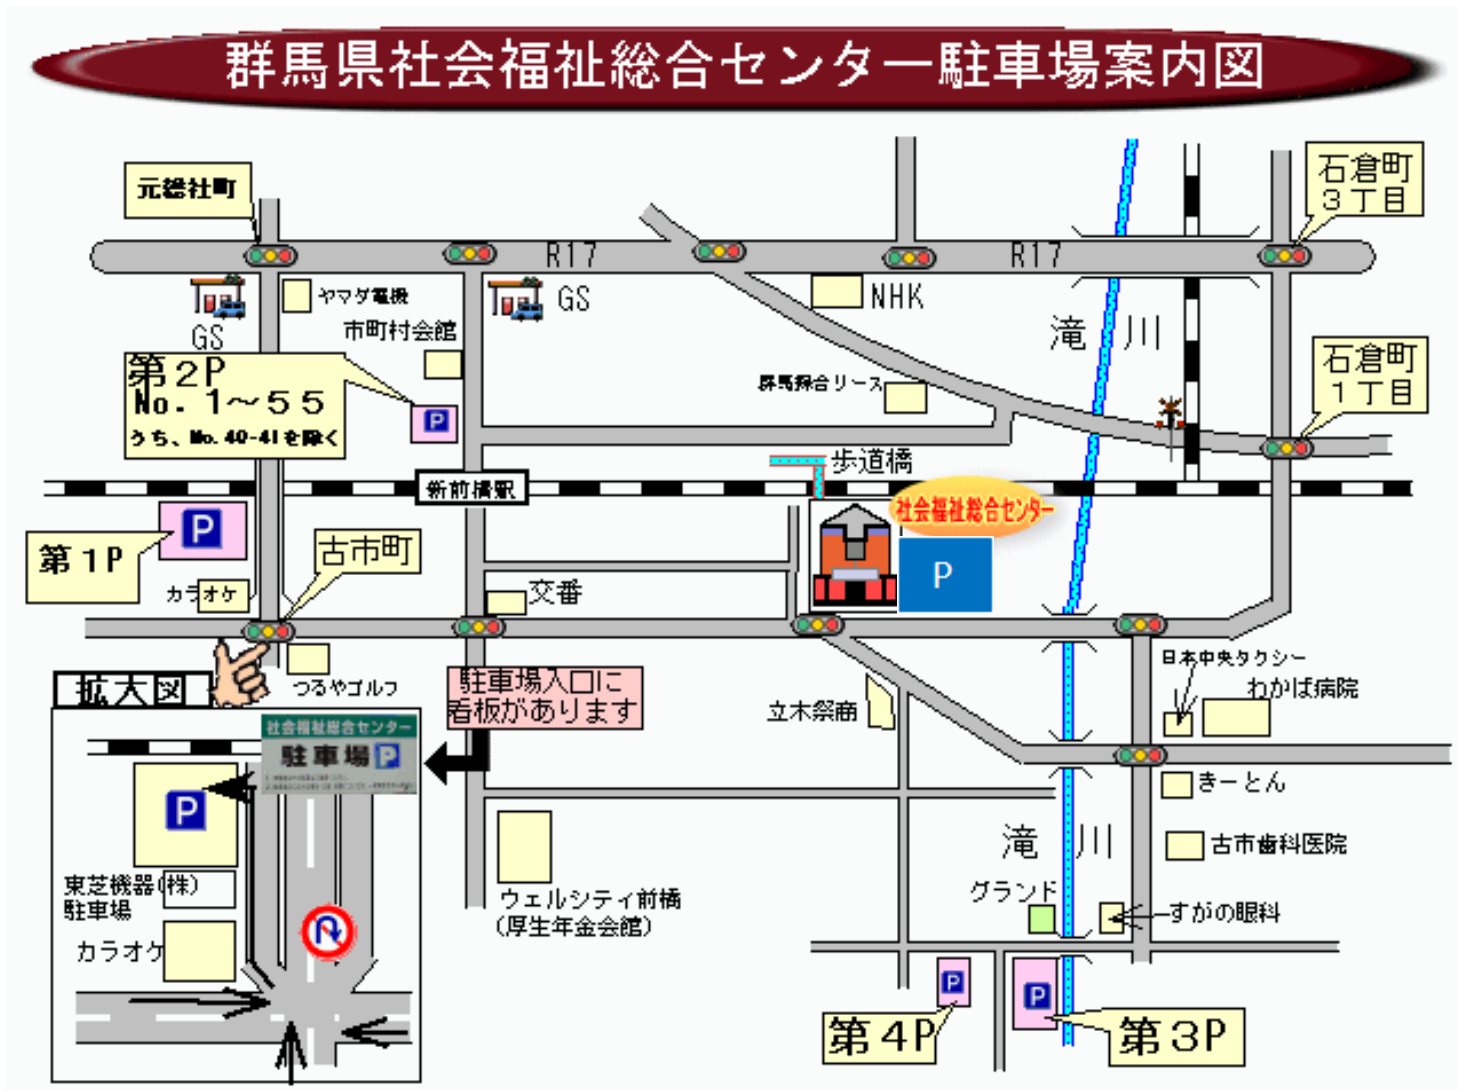 群馬県社会福祉総合センター駐車場案内図
元総社町
石倉町
３丁目
R17
R17
ヤマダ電機
GS
GS
NHK
市町村会館
滝川
第２P
No．１～５５
うち、No.40-41を除く
石倉町
１丁目
群馬綜合リース
歩道橋
新前橋駅
社会福祉総合センター
P
P
第１P
P
古市町
カラオケ
交番
つるやゴルフ
拡大図
駐車場入口に
看板があります
日本中央タクシー
わかば病院
立木祭商
社会福祉総合センター
駐車場P
P
きーとん
滝川
古市歯科医院
東芝機器(株)
駐車場
カラオケ
ウェルシティ前橋
(厚生年金会館)
グランド
すがの眼科
P
P
第４P
第３P